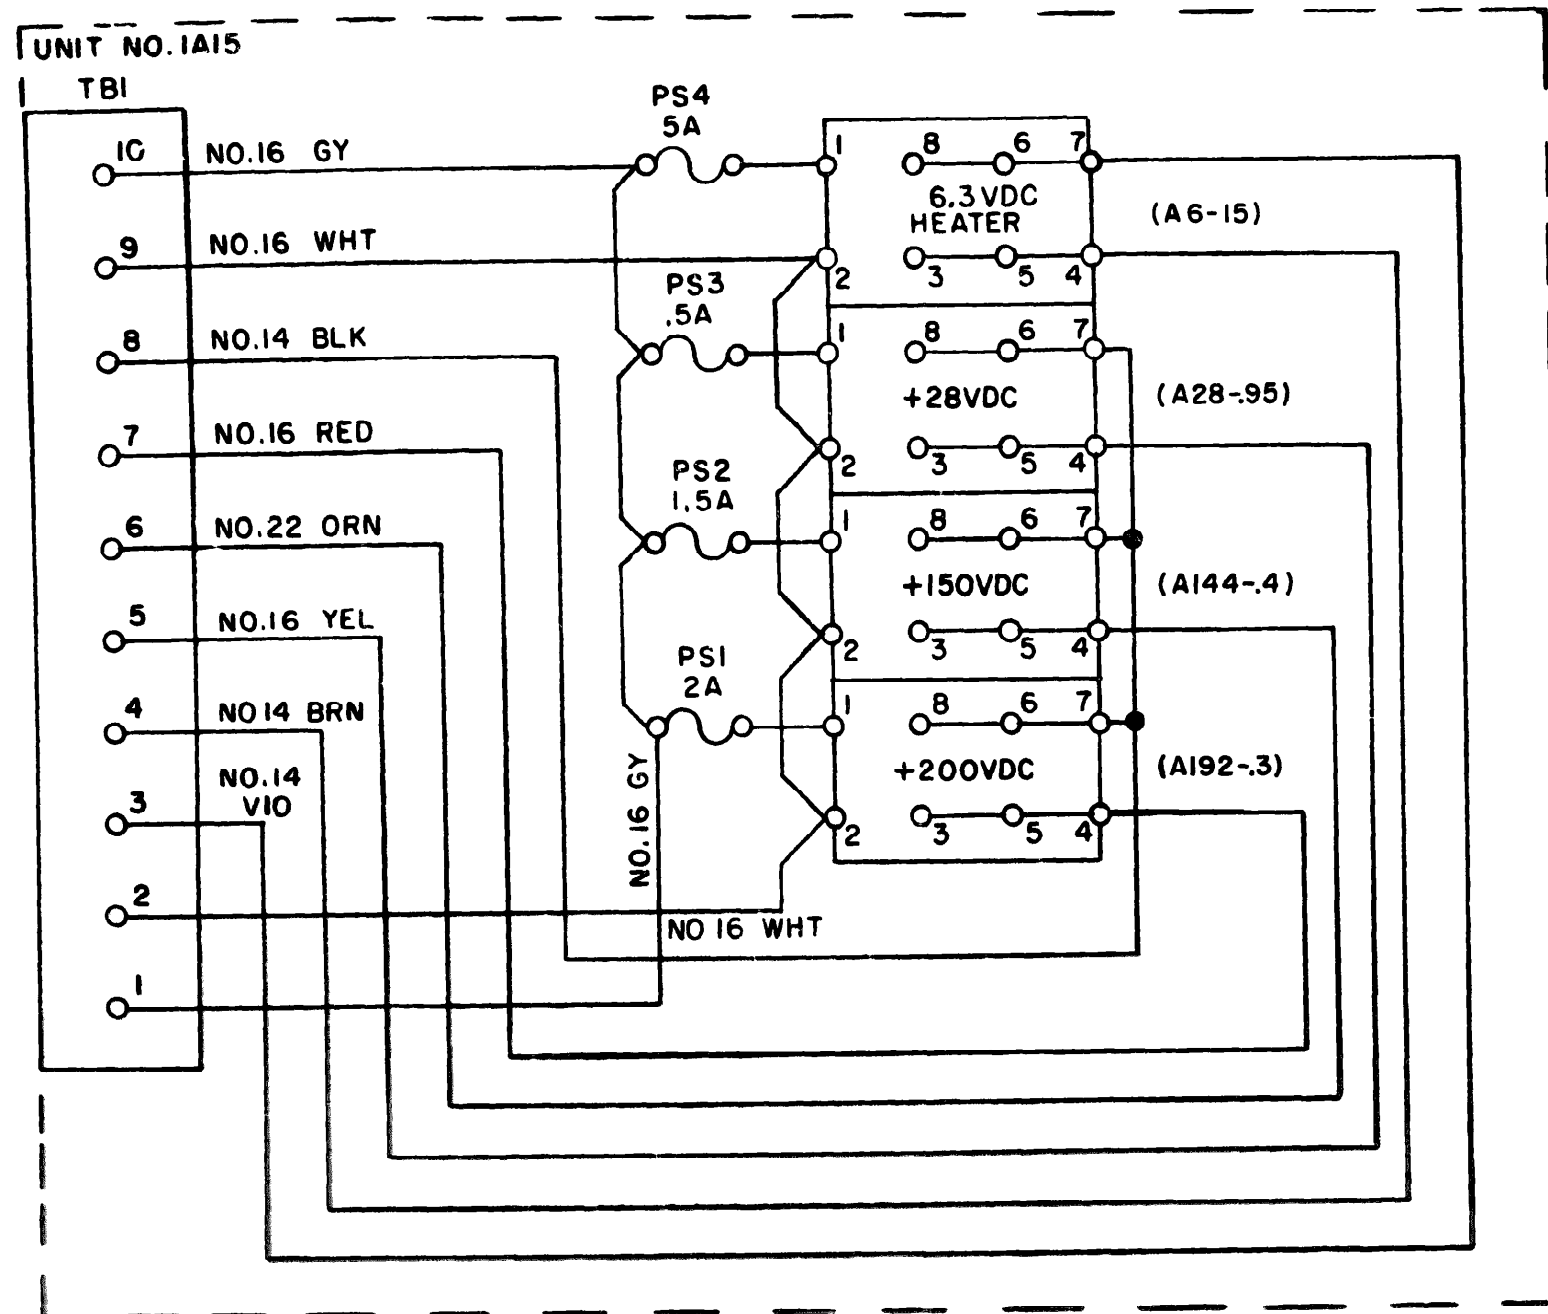 UNIT NO. 1A15
TB1
10
NO.16 GY
PS4
5A
1
8
6
7
6.3VDC
HEATER
(A6-15)
9
NO.16 WHT
2
3
5
4
8
NO.14 BLK
PS3
.5A
1
8
6
7
+28VDC
(A28-.95)
7
NO.16 RED
2
3
5
4
6
NO.22 ORN
PS2
1.5A
1
8
6
7
+150VDC
(A144-.4)
5
NO.16 YEL
2
3
5
4
4
NO 14 BRN
PS1
2A
1
8
6
7
+200VDC
(A192-.3)
3
NO.14
VIO
NO.16 GY
2
3
5
4
2
NO 16 WHT
1